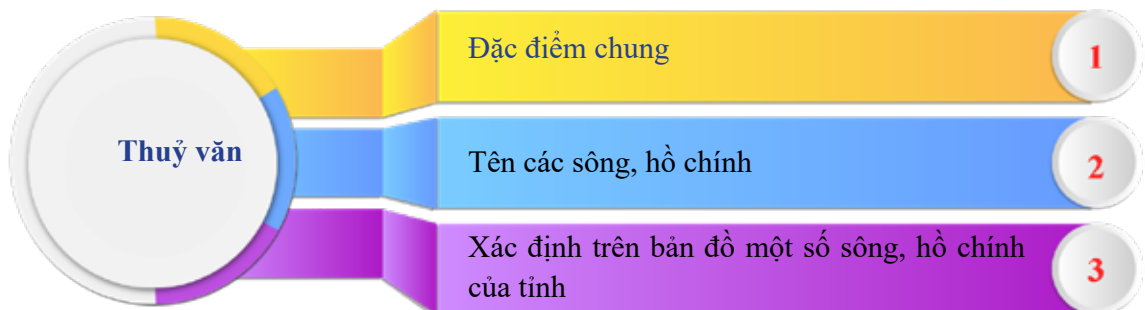 Thuỷ văn
Đặc điểm chung
1
Tên các sông, hồ chính
2
Xác định trên bản đồ một số sông, hồ chính
của tỉnh
3